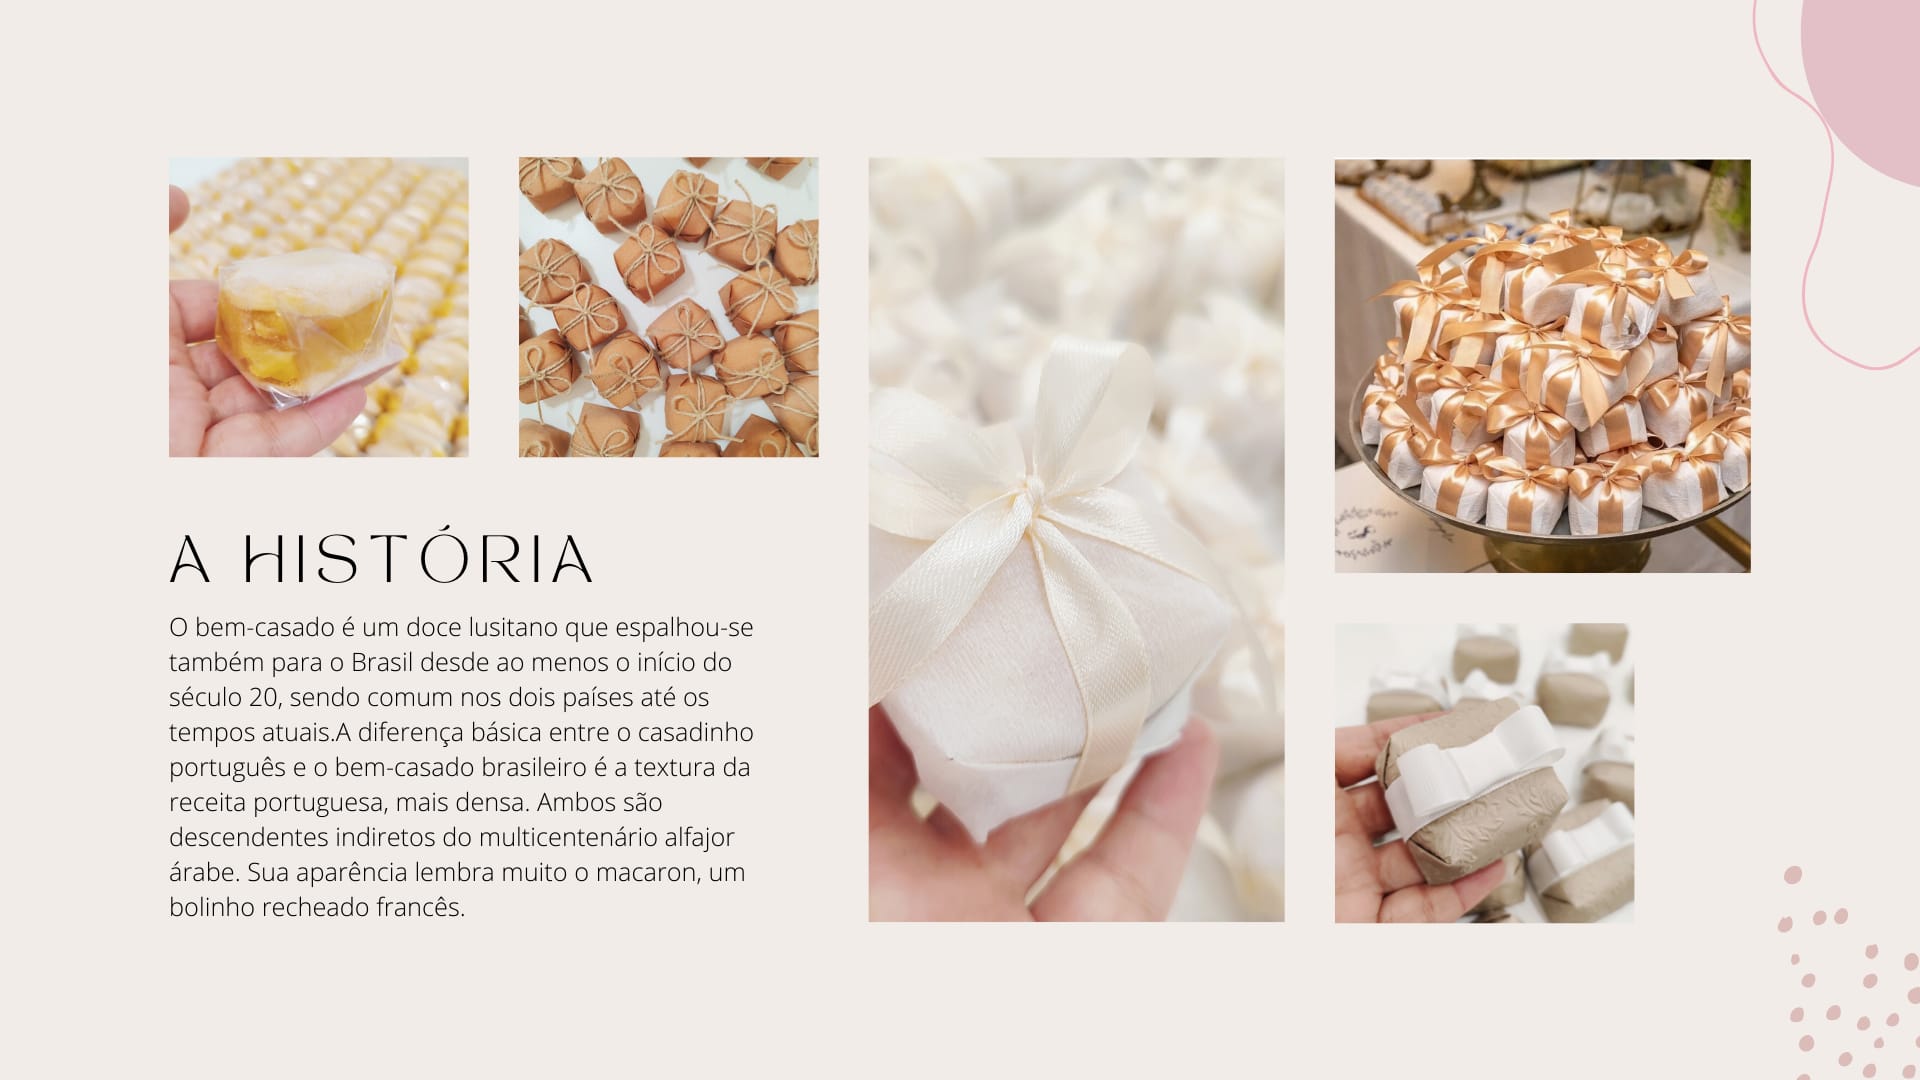 A HISTÓRIA
O bem-casado é um doce lusitano que espalhou-se
também para o Brasil desde ao menos o início do
século 20, sendo comum nos dois países até os
tempos atuais.A diferença básica entre o casadinho
português e o bem-casado brasileiro é a textura da
receita portuguesa, mais densa. Ambos são
descendentes indiretos do multicentenário alfajor
árabe. Sua aparência lembra muito o macaron, um
bolinho recheado francês.